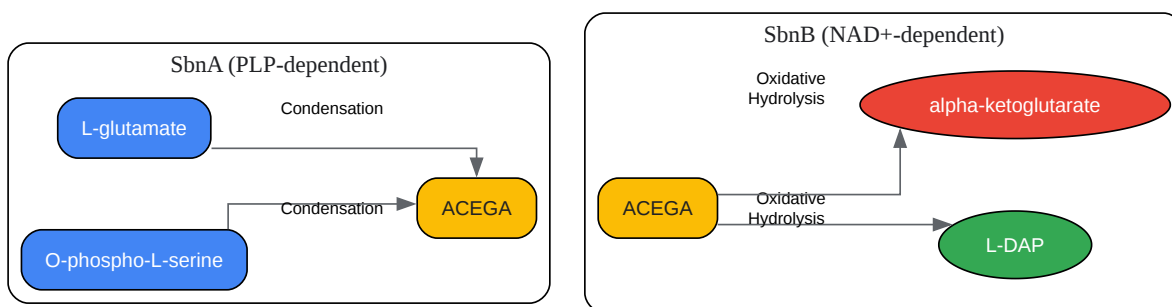 SbnA (PLP-dependent)
Condensation
L-glutamate
Condensation
ACEGA
O-phospho-L-serine
SbnB (NAD+-dependent)
Oxidative
Hydrolysis
alpha-ketoglutarate
ACEGA
Oxidative
Hydrolysis
L-DAP